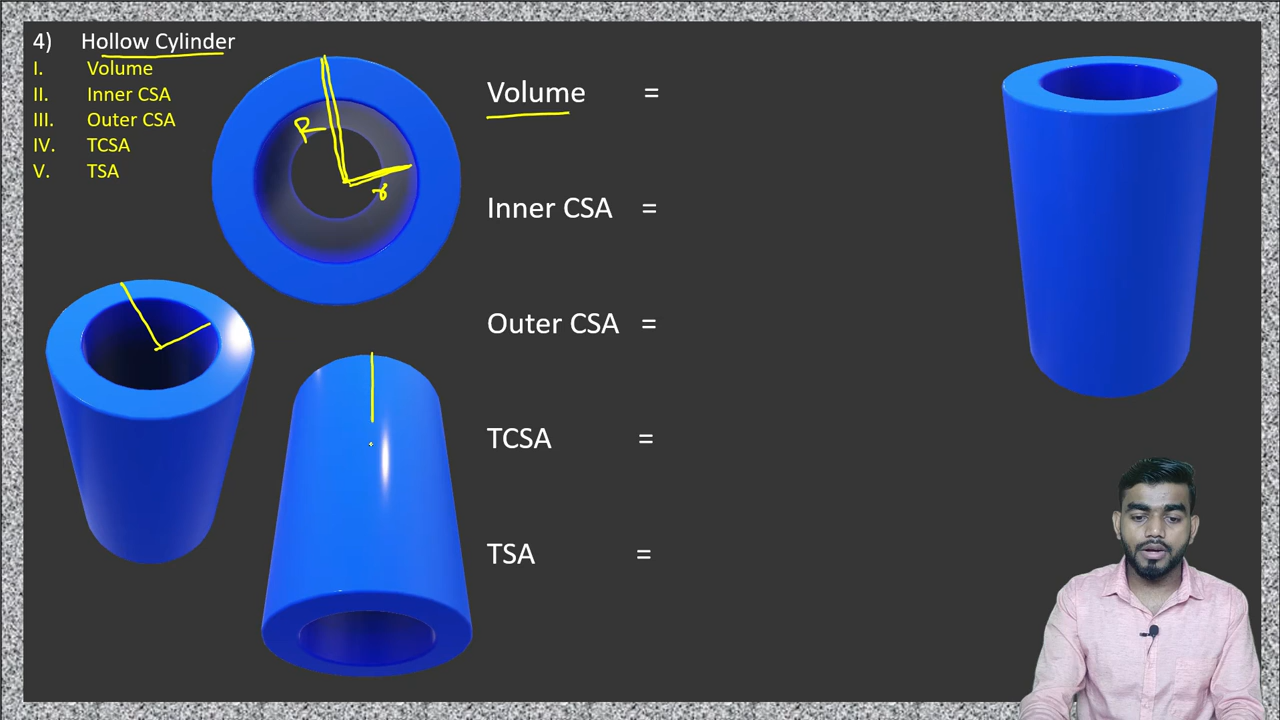 4) Hollow Cylinder
I. Volume
II. Inner CSA
III. Outer CSA
IV. TCSA
V. TSA
R
r
Volume =
Inner CSA =
Outer CSA =
TCSA =
TSA =